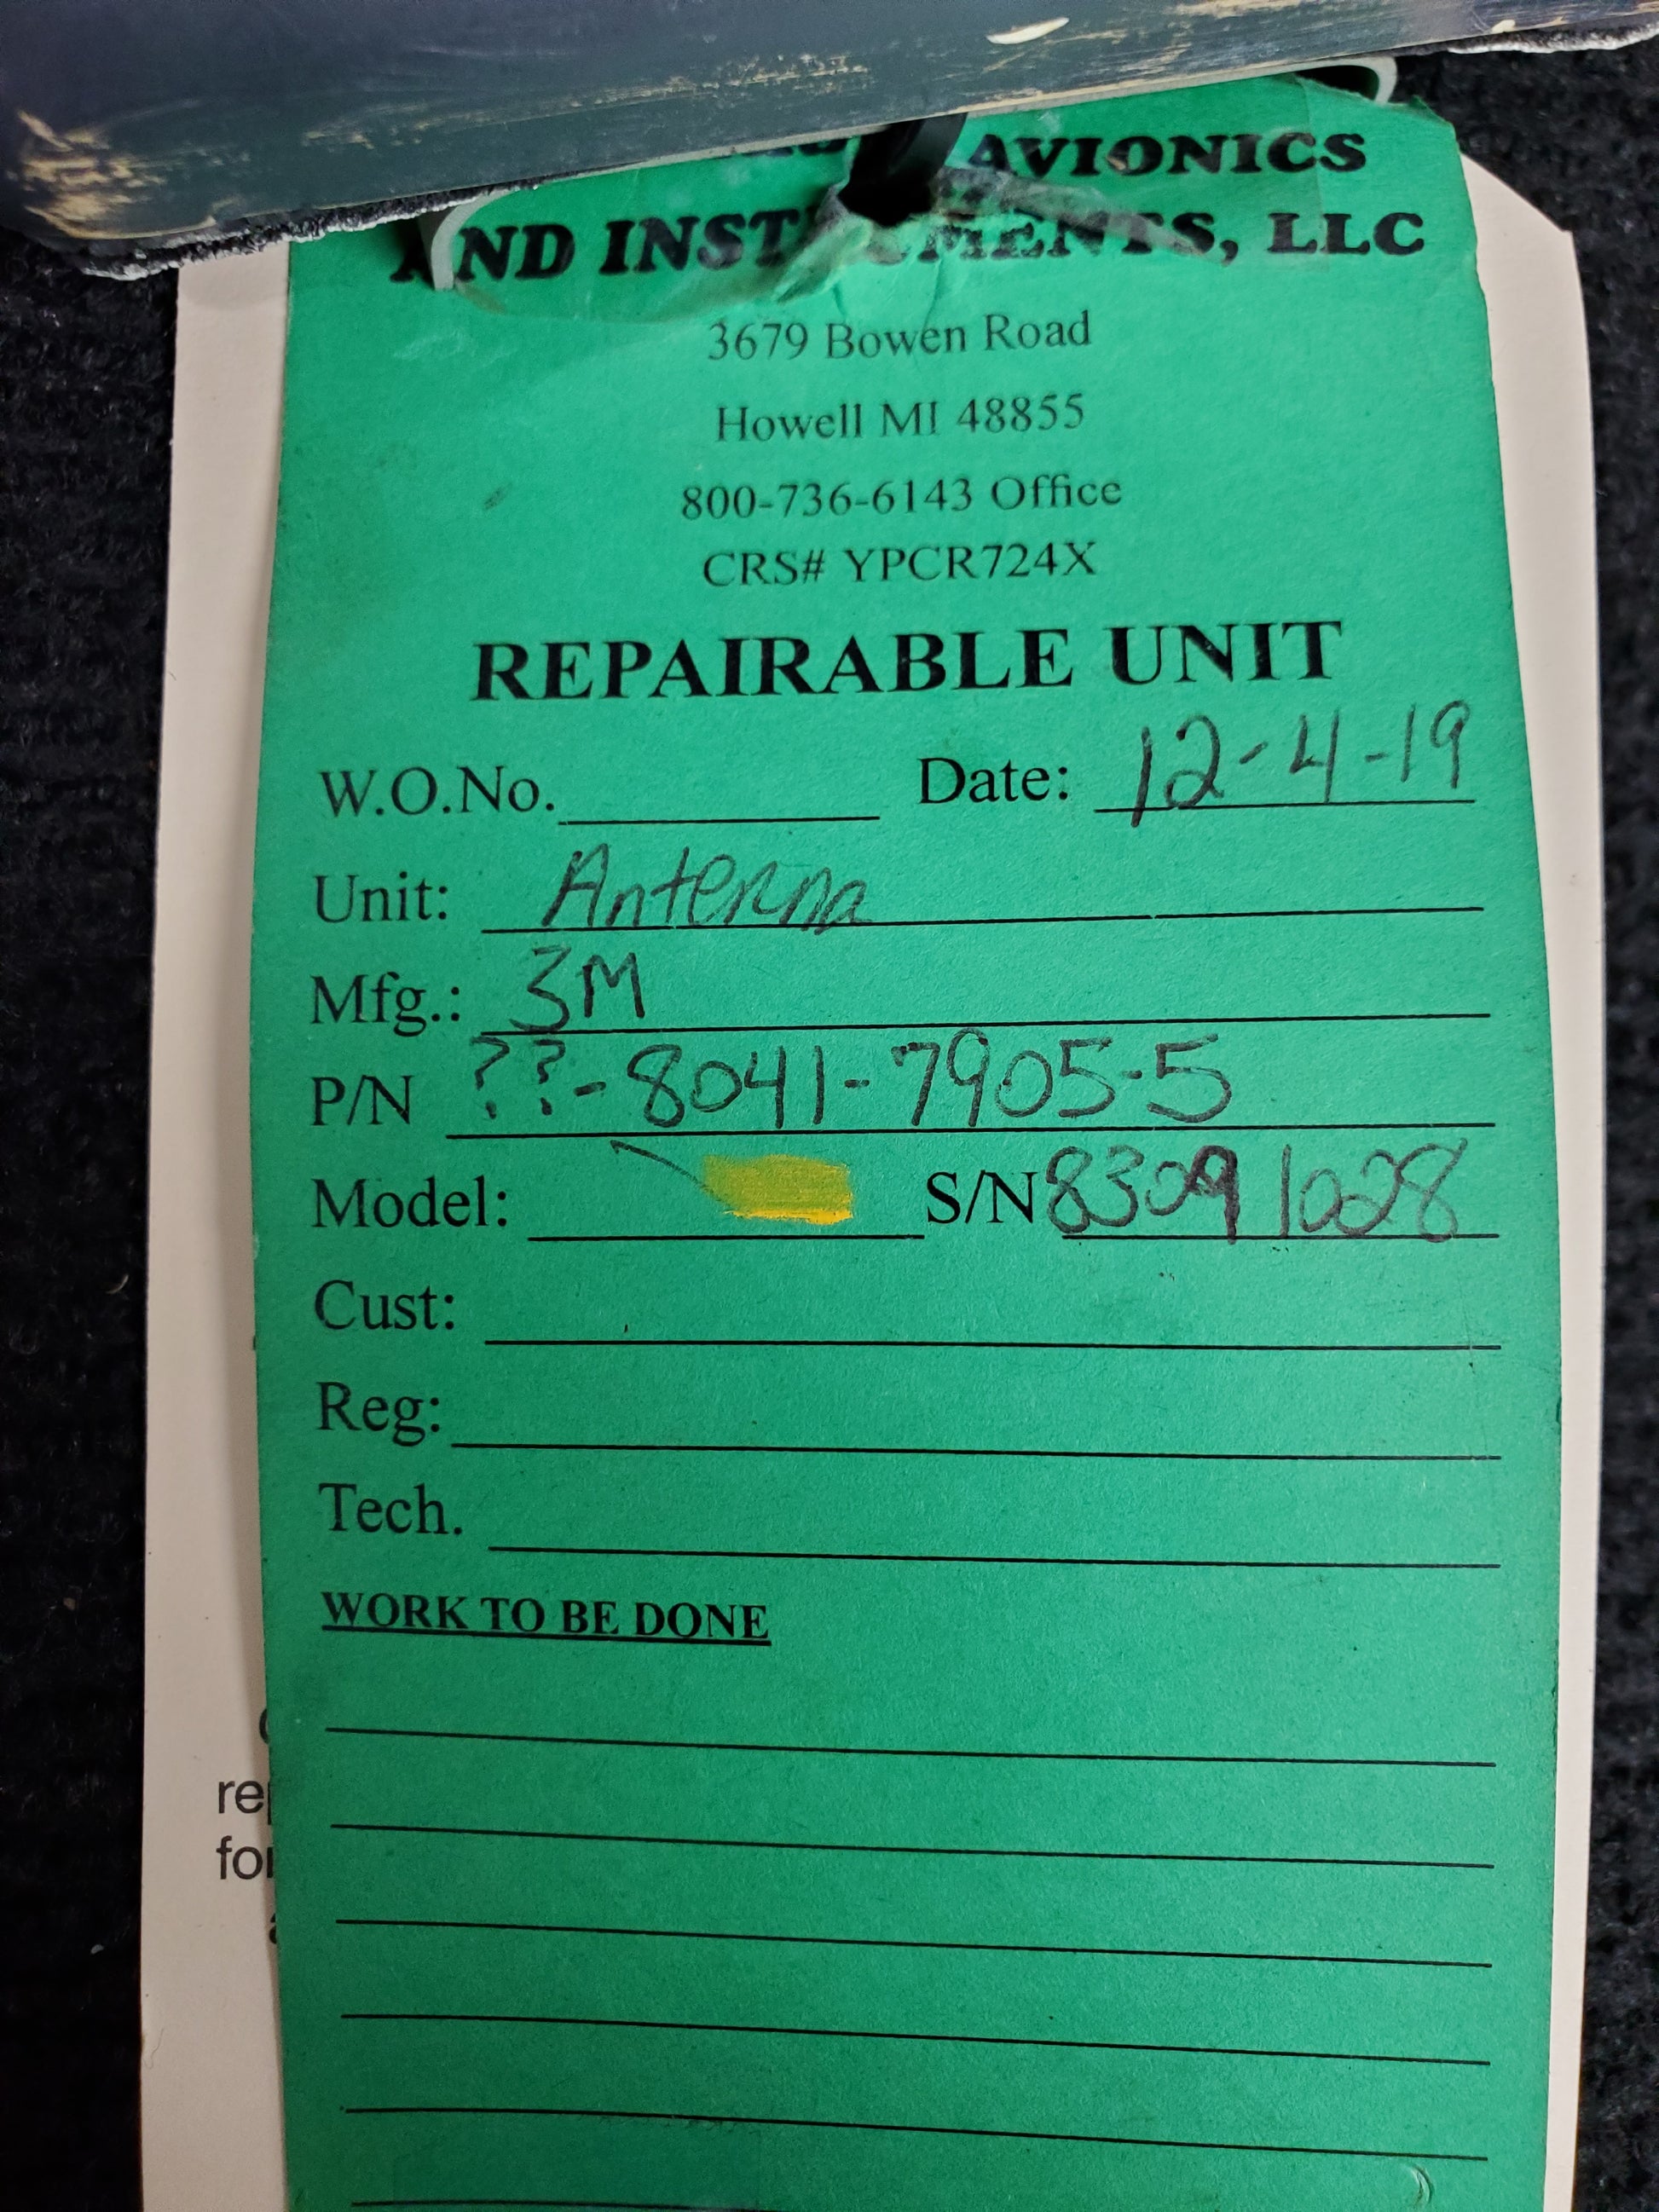 AVIONICS
AND INSTRUMENTS, LLC
3679 Bowen Road
Howell MI 48855
800-736-6143 Office
CRS# YPCR724X
REPAIRABLE UNIT
W.O.No. Date: 12-4-19
Unit: Antenna
Mfg.: 3M
P/N ??-8041-7905-5
Model: S/N 83091028
Cust:
Reg:
Tech.
WORK TO BE DONE